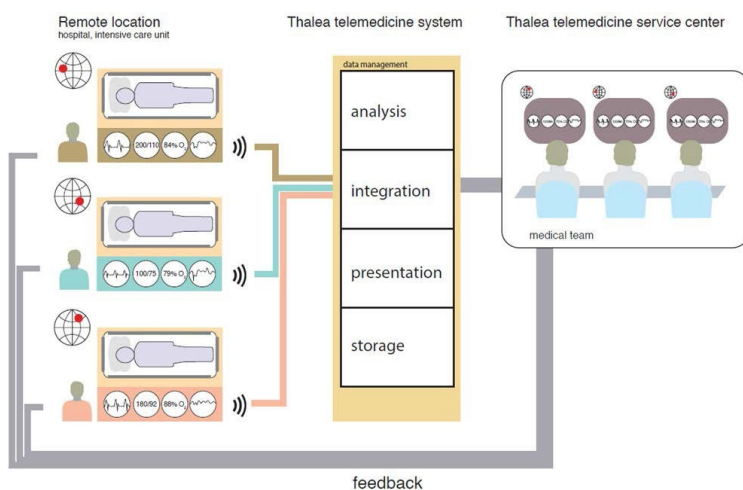 Remote location
hospital, intensive care unit
Thalea telemedicine system
Thalea telemedicine service center
data management
analysis
integration
presentation
storage
200/110
84% O₂
100/75
79% O₂
180/92
88% O₂
medical team
feedback